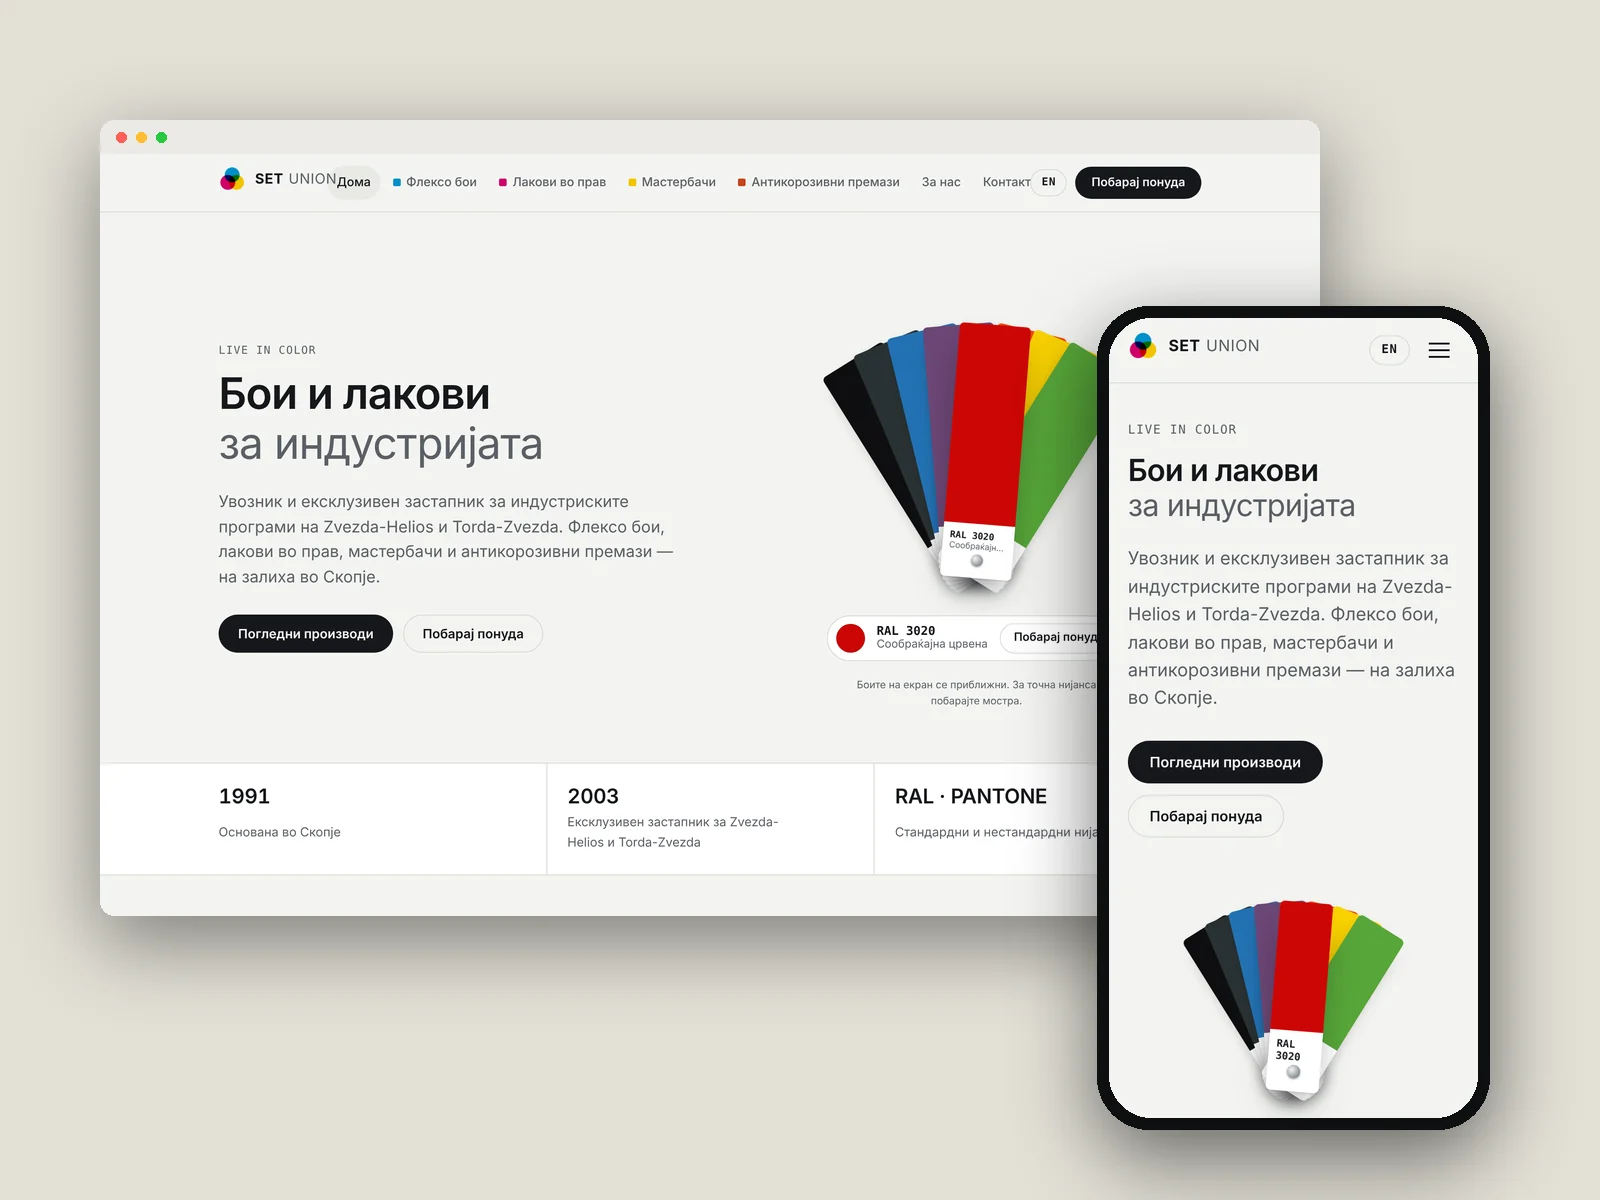 SET UNION Дома Флексо бои Лакови во прав Мастербачи Антикорозивни премази За нас Контакт EN Побарај понуда
LIVE IN COLOR
Бои и лакови
за индустријата
Увозник и ексклузивен застапник за индустриските
програми на Zvezda-Helios и Torda-Zvezda. Флексо бои,
лакови во прав, мастербачи и антикорозивни премази —
на залиха во Скопје.
Погледни производи Побарај понуда
RAL 3020
Сообраќајн...
RAL 3020
Сообраќајна црвена
Побарај понуд
Боите на екран се приближни. За точна нијанса
побарајте мостра.
1991
Основана во Скопје
2003
Ексклузивен застапник за Zvezda-
Helios и Torda-Zvezda
RAL · PANTONE
Стандардни и нестандардни нија
SET UNION EN
LIVE IN COLOR
Бои и лакови
за индустријата
Увозник и ексклузивен застапник за
индустриските програми на Zvezda-
Helios и Torda-Zvezda. Флексо бои,
лакови во прав, мастербачи и
антикорозивни премази — на залиха
во Скопје.
Погледни производи
Побарај понуда
RAL
3020